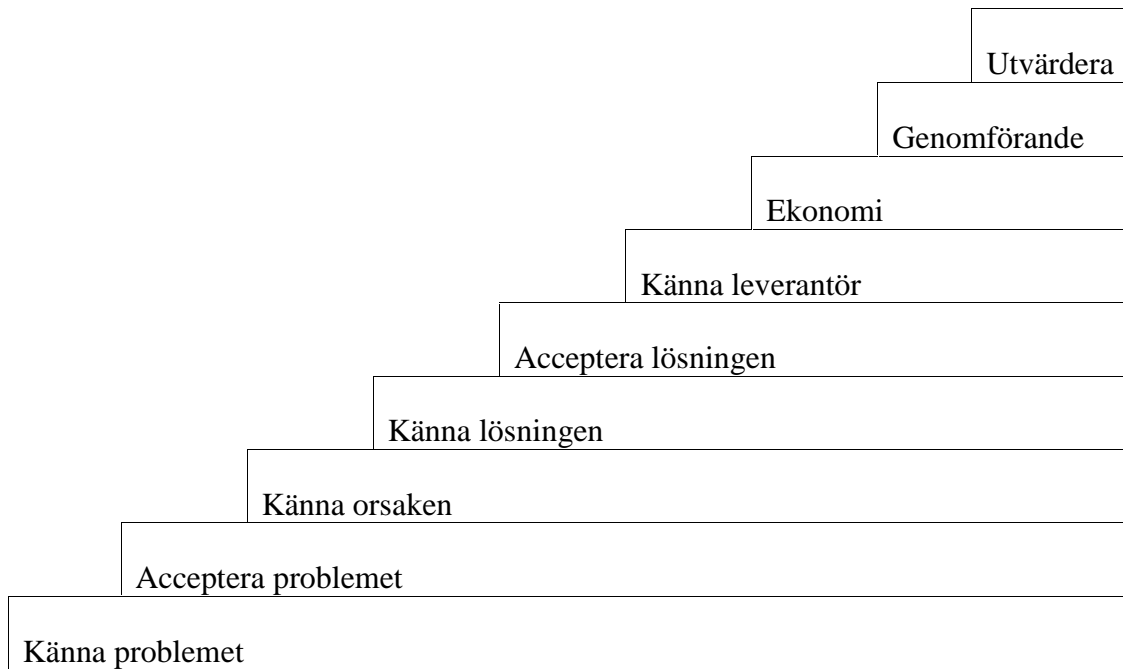 Utvärdera
Genomförande
Ekonomi
Känna leverantör
Acceptera lösningen
Känna lösningen
Känna orsaken
Acceptera problemet
Känna problemet